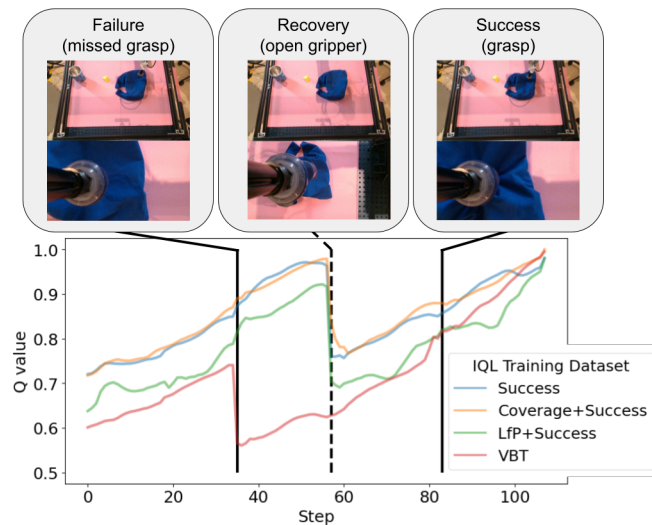 Failure
(missed grasp)
Recovery
(open gripper)
Success
(grasp)
1.0
0.9
0.8
0.7
0.6
0.5
Q value
0
20
40
60
80
100
Step
IQL Training Dataset
Success
Coverage+Success
LfP+Success
VBT